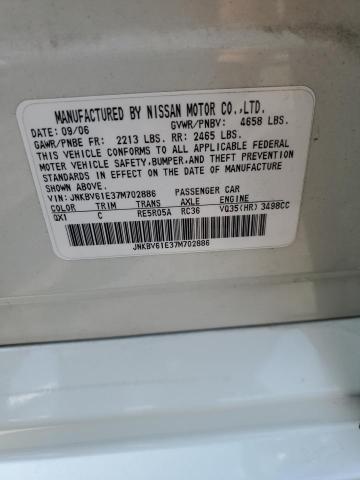 MANUFACTURED BY NISSAN MOTOR CO.,LTD.
DATE: 09/06 GVWR/PNBV: 4658 LBS.
GAWR/PNBE FR: 2213 LBS. RR: 2465 LBS.
THIS VEHICLE CONFORMS TO ALL APPLICABLE FEDERAL
MOTOR VEHICLE SAFETY,BUMPER,AND THEFT PREVENTION
STANDARDS IN EFFECT ON THE DATE OF MANUFACTURE
SHOWN ABOVE.
VIN: JNKBV61E37M702886 PASSENGER CAR
COLOR TRIM TRANS AXLE ENGINE
QX1 C RE5R05A RC36 VQ35(HR) 3498CC
JNKBV61E37M702886